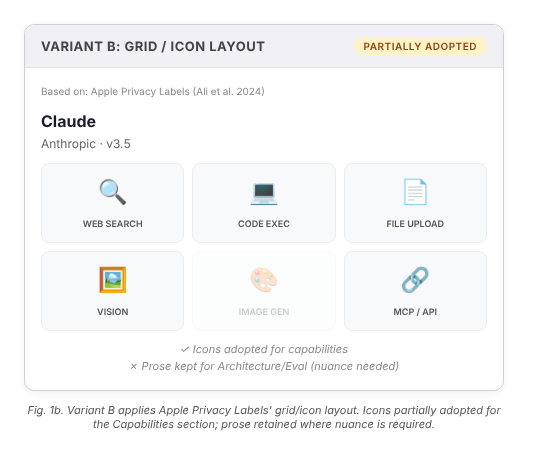 VARIANT B: GRID / ICON LAYOUT
PARTIALLY ADOPTED
Based on: Apple Privacy Labels (Ali et al. 2024)
Claude
Anthropic · v3.5
WEB SEARCH
CODE EXEC
FILE UPLOAD
VISION
IMAGE GEN
MCP / API
✓ Icons adopted for capabilities
× Prose kept for Architecture/Eval (nuance needed)
Fig. 1b. Variant B applies Apple Privacy Labels' grid/icon layout. Icons partially adopted for
the Capabilities section; prose retained where nuance is required.